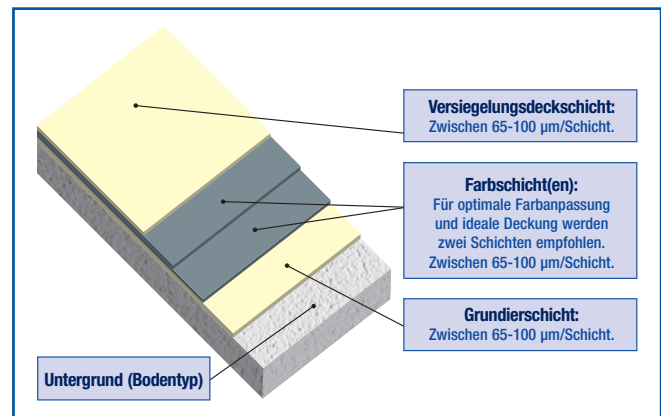 Versiegelungsdeckschicht:
Zwischen 65-100 µm/Schicht.
Farbschicht(en):
Für optimale Farbanpassung
und ideale Deckung werden
zwei Schichten empfohlen.
Zwischen 65-100 µm/Schicht.
Grundierschicht:
Zwischen 65-100 µm/Schicht.
Untergrund (Bodentyp)